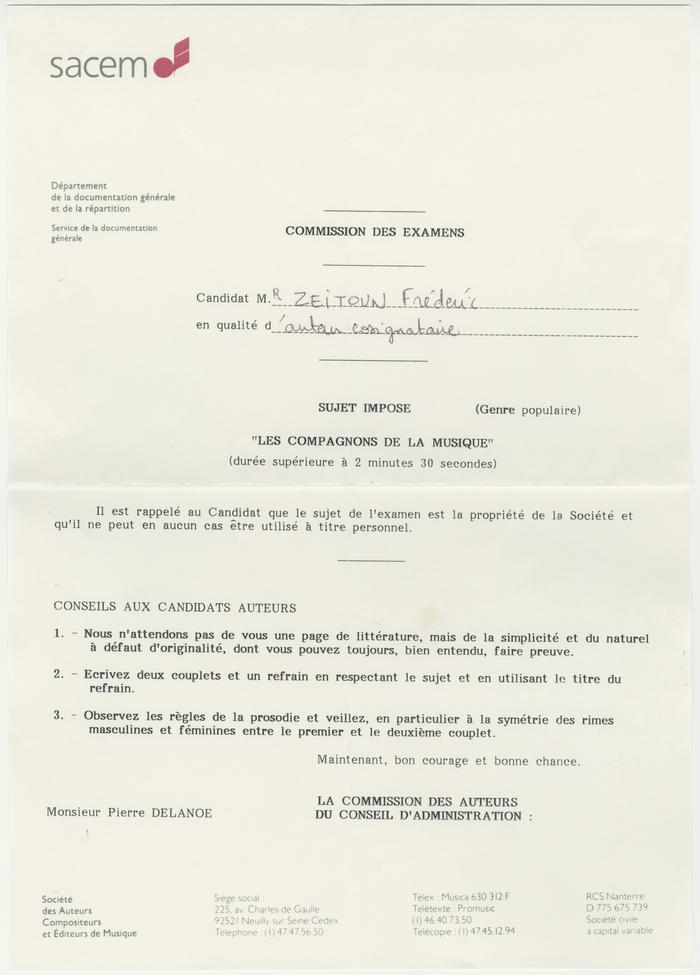 sacem
Département
de la documentation générale
et de la répartition
Service de la documentation
générale
COMMISSION DES EXAMENS
Candidat M.R ZEITOUN Frédéric
en qualité d'auteur cosignataire
SUJET IMPOSE (Genre populaire)
"LES COMPAGNONS DE LA MUSIQUE"
(durée supérieure à 2 minutes 30 secondes)
Il est rappelé au Candidat que le sujet de l'examen est la propriété de la Société et
qu'il ne peut en aucun cas être utilisé à titre personnel.
CONSEILS AUX CANDIDATS AUTEURS
1. - Nous n'attendons pas de vous une page de littérature, mais de la simplicité et du naturel
à défaut d'originalité, dont vous pouvez toujours, bien entendu, faire preuve.
2. - Ecrivez deux couplets et un refrain en respectant le sujet et en utilisant le titre du
refrain.
3. - Observez les règles de la prosodie et veillez, en particulier à la symétrie des rimes
masculines et féminines entre le premier et le deuxième couplet.
Maintenant, bon courage et bonne chance.
Monsieur Pierre DELANOE
LA COMMISSION DES AUTEURS
DU CONSEIL D'ADMINISTRATION :
Société
des Auteurs
Compositeurs
et Éditeurs de Musique
Siège social :
225, av. Charles de Gaulle
92521 Neuilly sur Seine Cedex
Telephone : (1) 47.47.56.50
Télex : Musica 630 312 F
Télétexte : Promusic
(1) 46.40.73.50
Télécopie : (1) 47.45.12.94
RCS Nanterre
D 775 675 739
Société civile
à capital variable